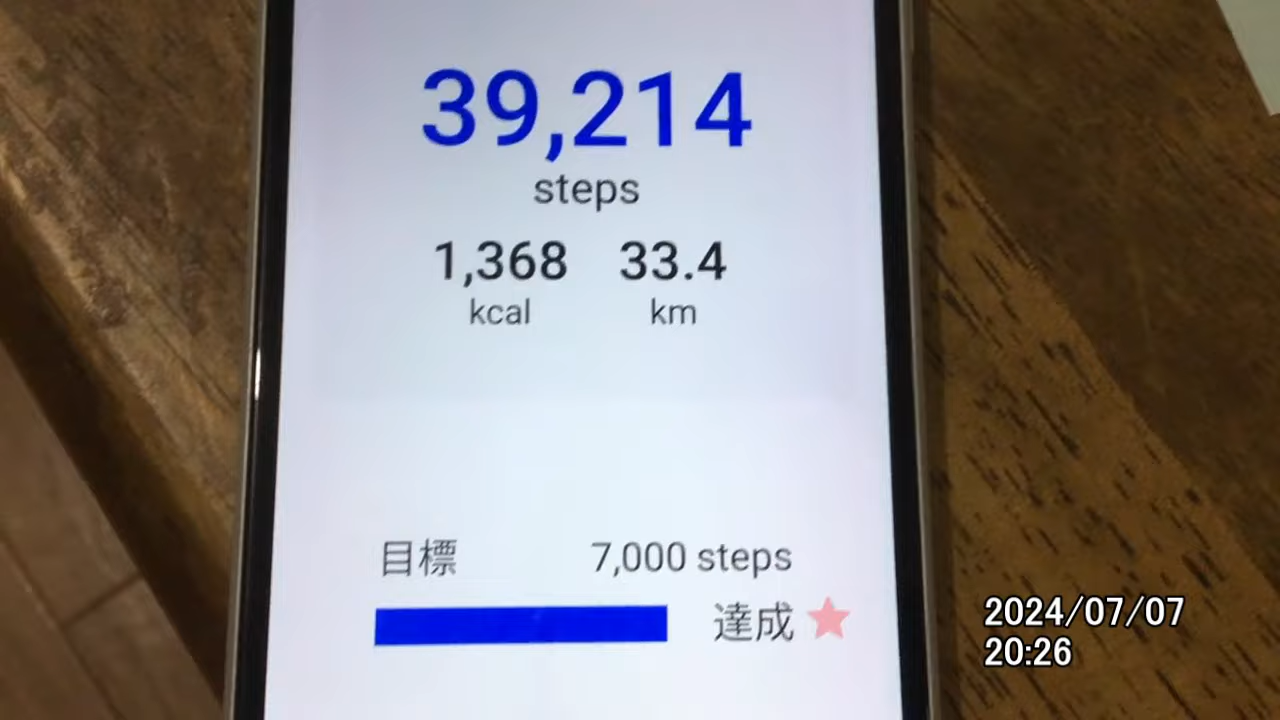 39,214
steps
1,368 33.4
kcal km
目標 7,000 steps
達成
2024/07/07
20:26